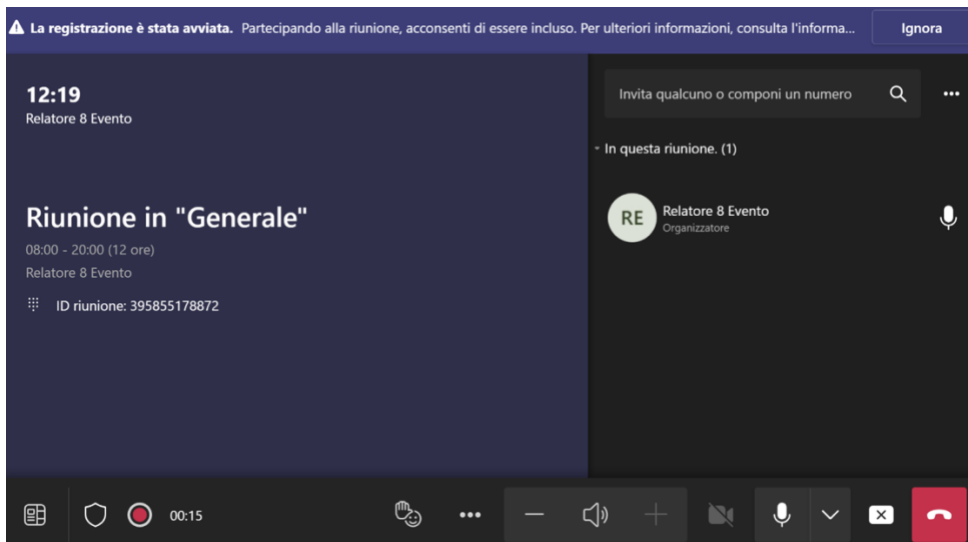 La registrazione è stata avviata. Partecipando alla riunione, acconsenti di essere incluso. Per ulteriori informazioni, consulta l'informa... Ignora
12:19
Relatore 8 Evento
Riunione in "Generale"
08:00 - 20:00 (12 ore)
Relatore 8 Evento
ID riunione: 395855178872
Invita qualcuno o componi un numero
In questa riunione. (1)
RE
Relatore 8 Evento
Organizzatore
00:15